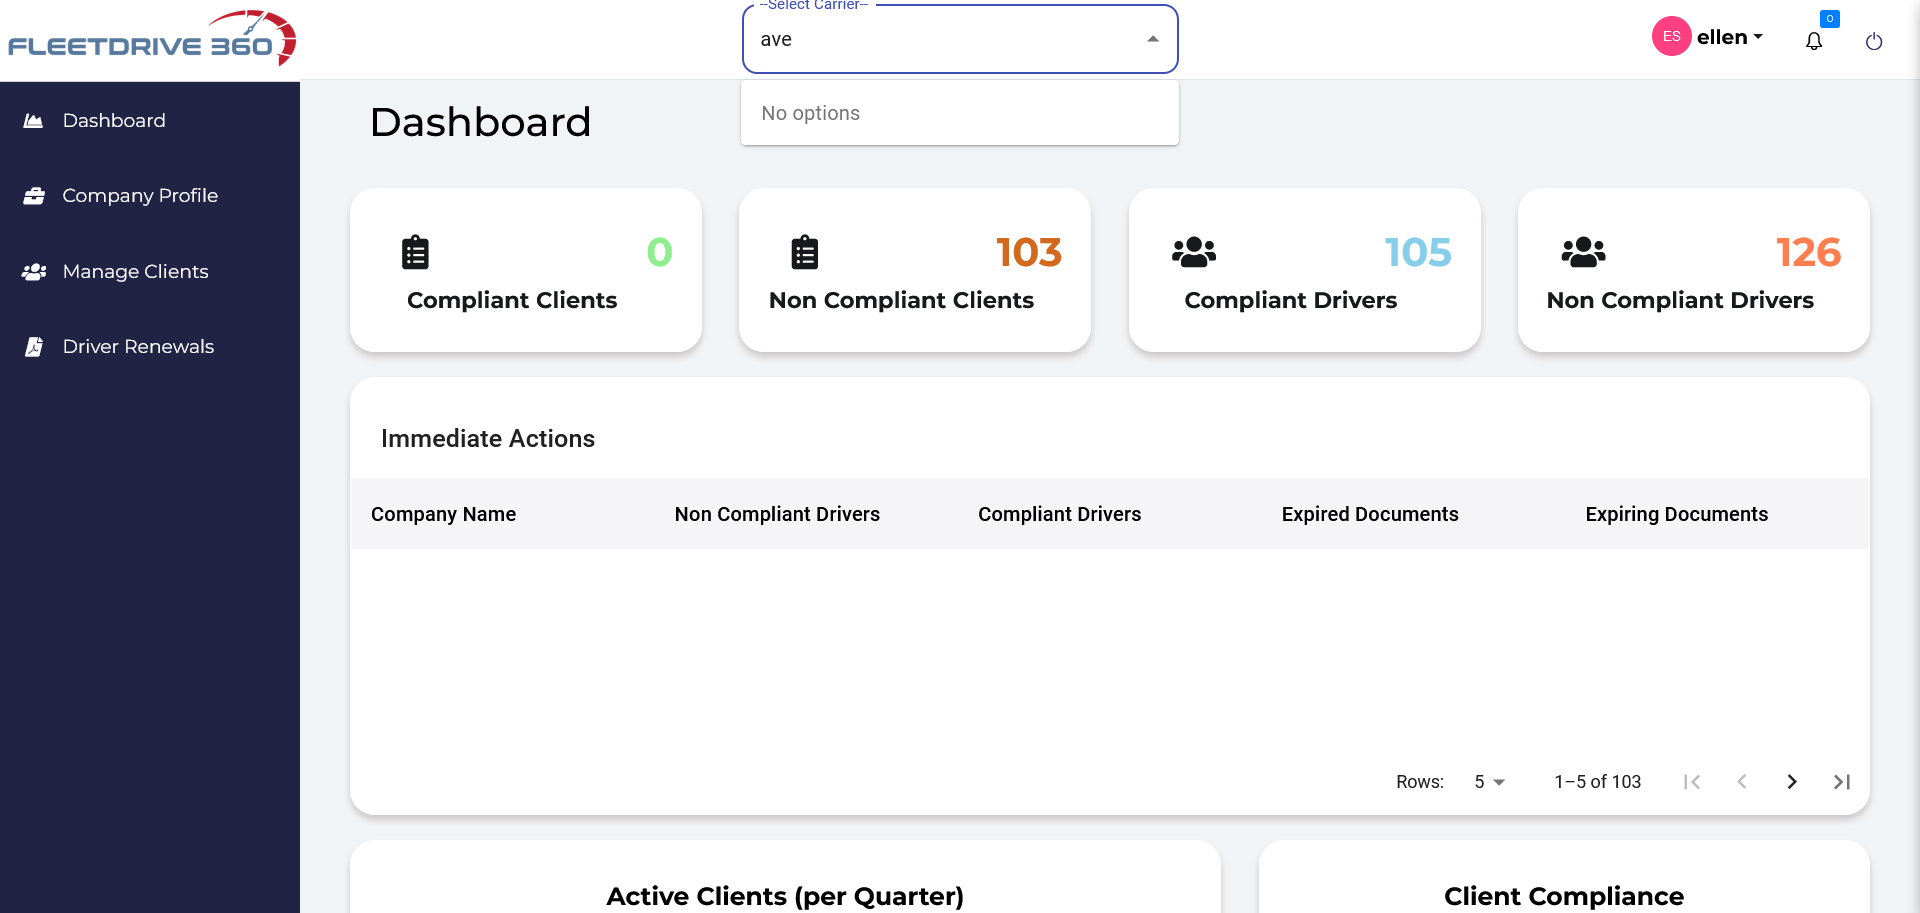 FLEETDRIVE 360
--Select Carrier--
ave
ES
ellen
0
No options
Dashboard
Company Profile
Manage Clients
Driver Renewals
Dashboard
0
Compliant Clients
103
Non Compliant Clients
105
Compliant Drivers
126
Non Compliant Drivers
Immediate Actions
Company Name Non Compliant Drivers Compliant Drivers Expired Documents Expiring Documents
Rows: 5 1–5 of 103
Active Clients (per Quarter)
Client Compliance